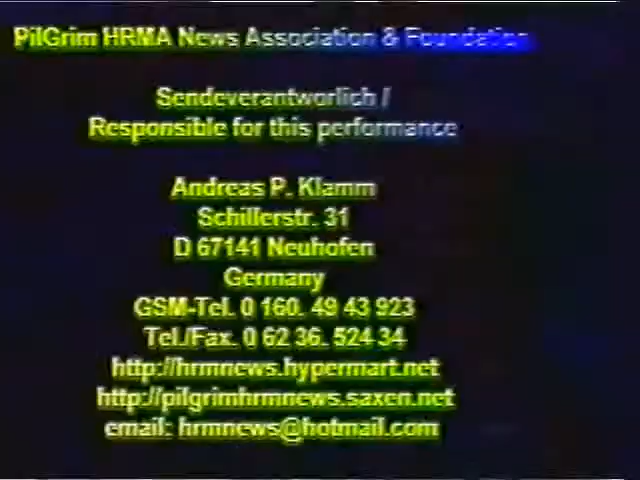 PilGrim HRMA News Association & Foundation
Sendeverantworlich /
Responsible for this performance
Andreas P. Klamm
Schillerstr. 31
D 67141 Neuhofen
Germany
GSM-Tel. 0 160. 49 43 923
Tel./Fax. 0 62 36. 524 34
http://hrmnews.hypermart.net
http://pilgrimhrmnews.saxen.net
email: hrmnews@hotmail.com